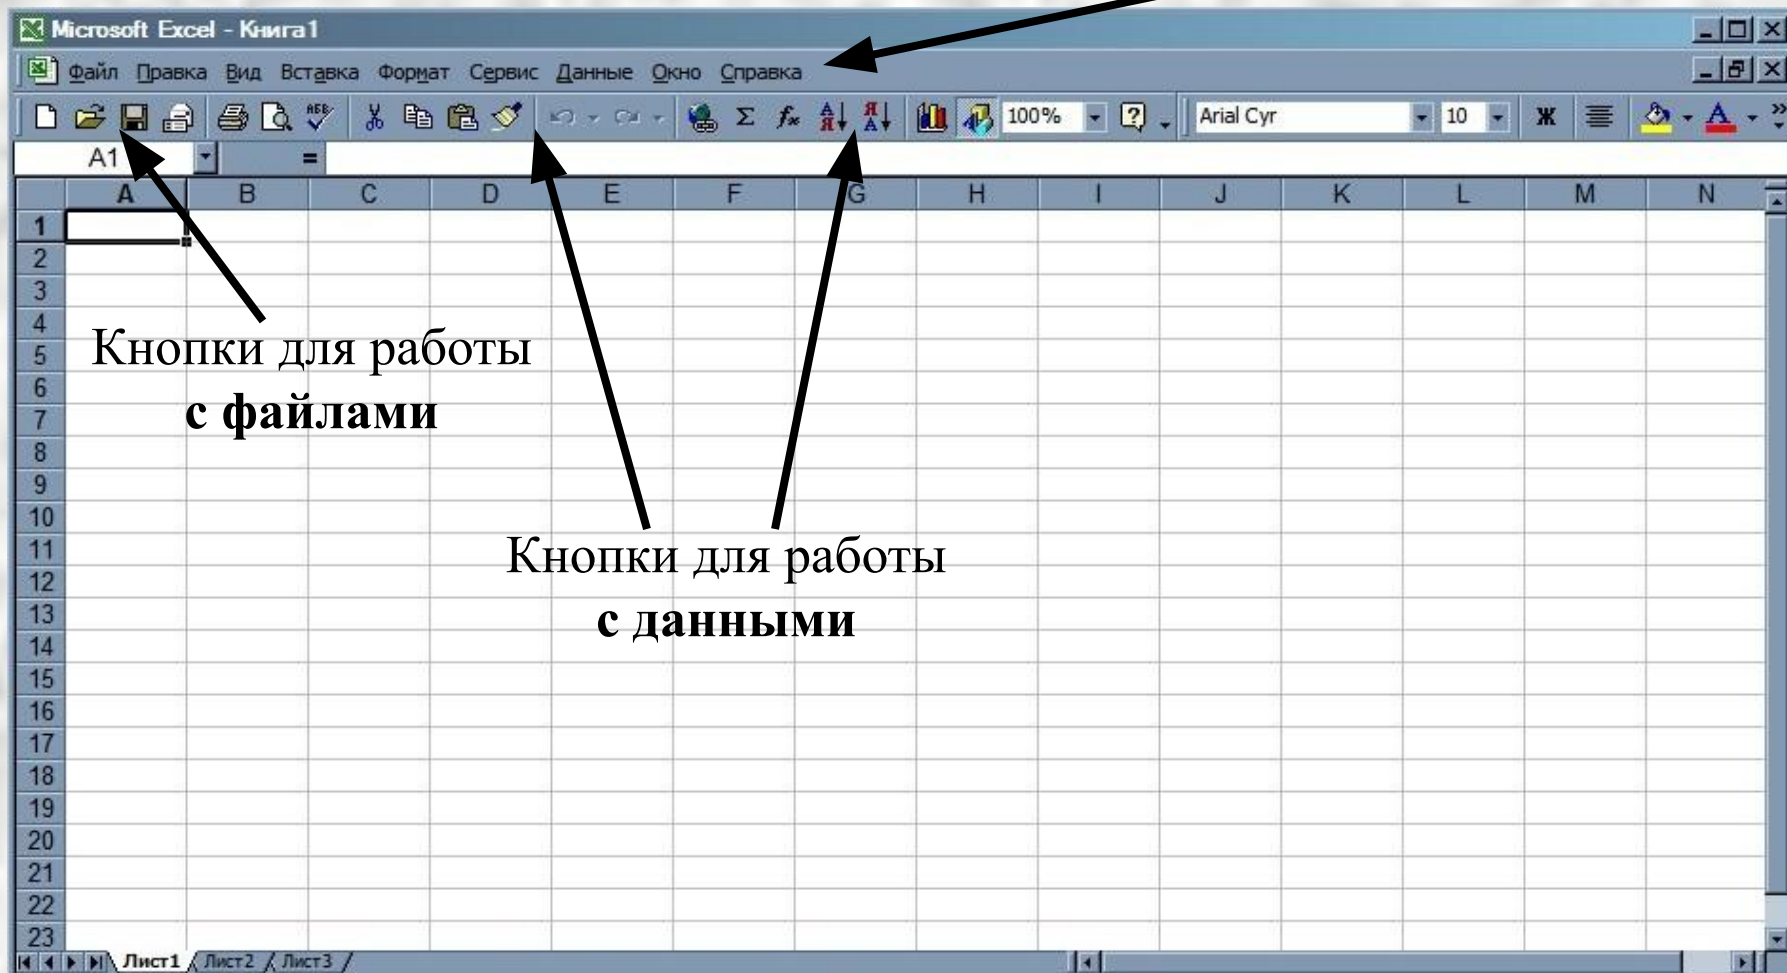 Microsoft Excel - Книга1
Файл Правка Вид Вставка Формат Сервис Данные Окно Справка
100% Arial Cyr 10 Ж
A1 =
A B C D E F G H I J K L M N
1
2
3
4
5
6
7
8
9
10
11
12
13
14
15
16
17
18
19
20
21
22
23
Кнопки для работы
с файлами
Кнопки для работы
с данными
Лист1 Лист2 Лист3